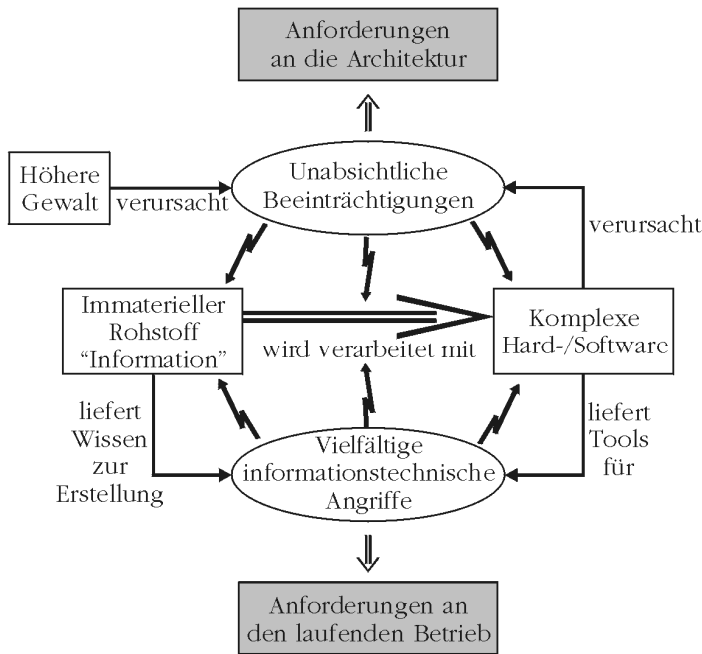 Anforderungen
an die Architektur
Unabsichtliche
Beeinträchtigungen
Höhere
Gewalt
verursacht
verursacht
Immaterieller
Rohstoff
“Information”
wird verarbeitet mit
Komplexe
Hard-/Software
liefert
Wissen
zur
Erstellung
Vielfältige
informationstechnische
Angriffe
liefert
Tools
für
Anforderungen an
den laufenden Betrieb